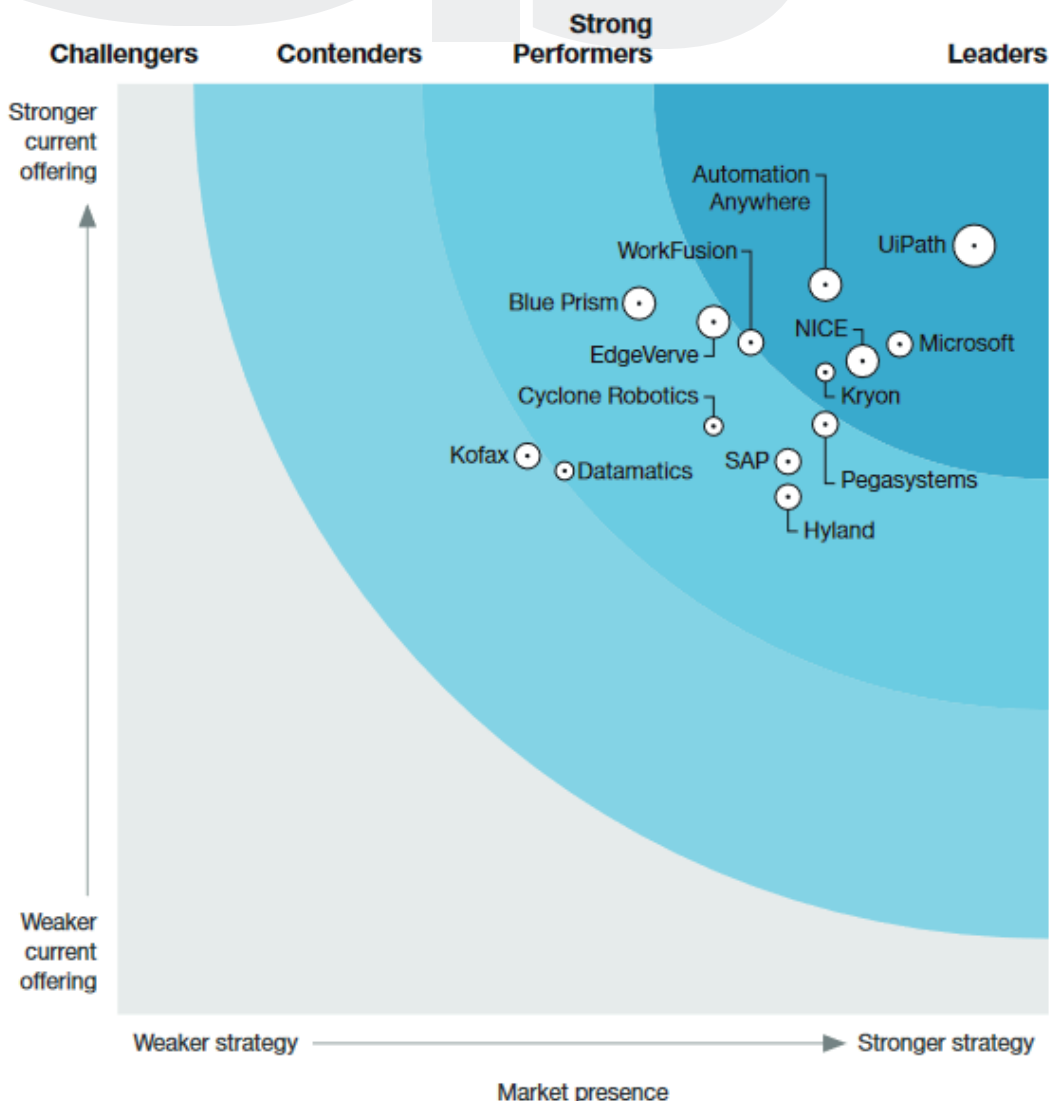 Strong
Challengers Contenders Performers Leaders
Stronger
current
offering
Automation
Anywhere
WorkFusion
UiPath
Blue Prism
NICE
Microsoft
EdgeVerve
Cyclone Robotics
Kryon
Kofax
Datamatics
SAP
Pegasystems
Hyland
Weaker
current
offering
Weaker strategy
Stronger strategy
Market presence